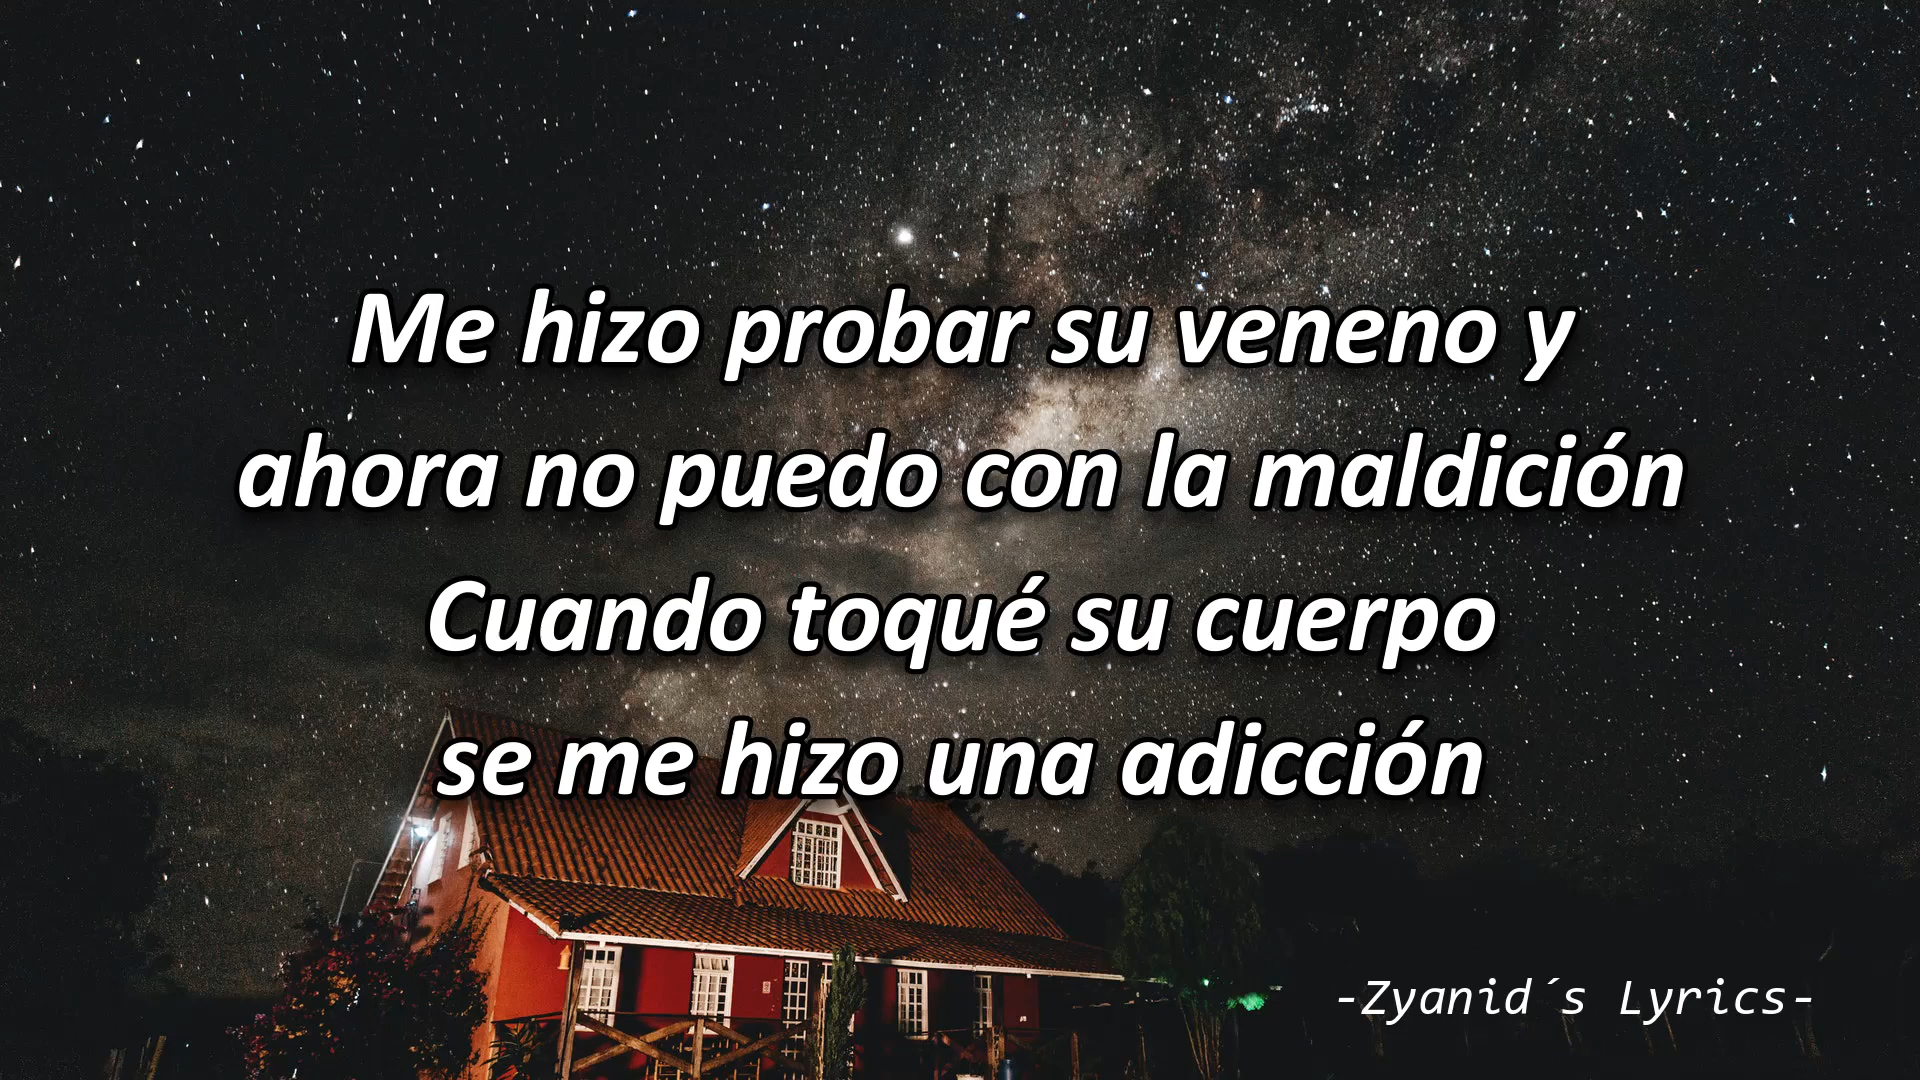 Me hizo probar su veneno y
ahora no puedo con la maldición
Cuando toqué su cuerpo
se me hizo una adicción
-Zyanid´s Lyrics-